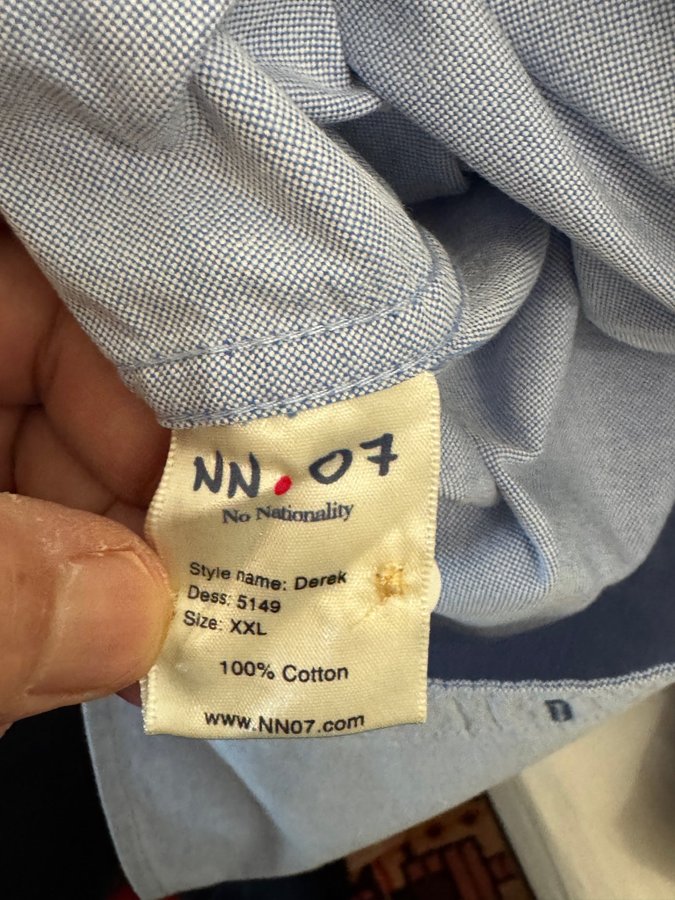 NN.07
No Nationality
Style name: Derek
Dess: 5149
Size: XXL
100% Cotton
www.NN07.com